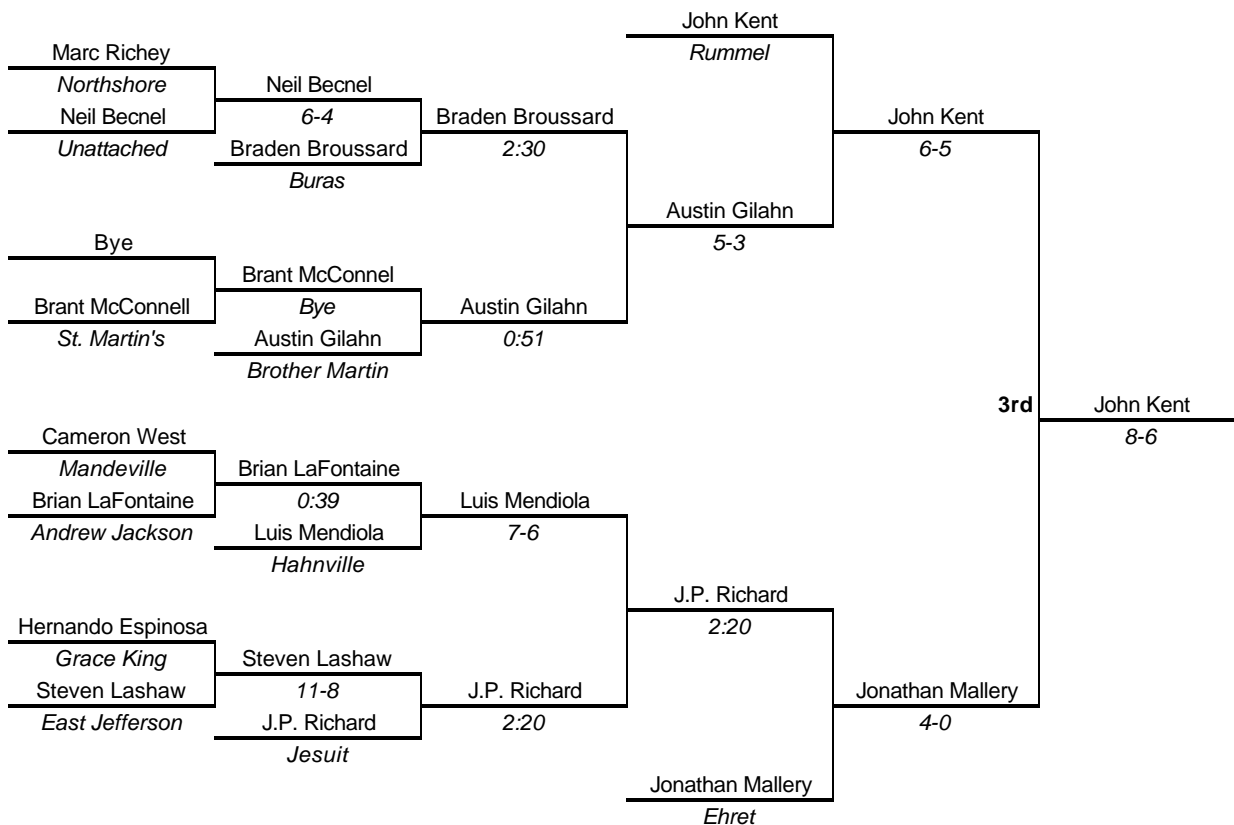 John Kent
Rummel
Marc Richey
Northshore
Neil Becnel
Unattached
Neil Becnel
6-4
Braden Broussard
Buras
Braden Broussard
2:30
John Kent
6-5
Austin Gilahn
5-3
Bye
Brant McConnell
St. Martin's
Brant McConnel
Bye
Austin Gilahn
Brother Martin
Austin Gilahn
0:51
3rd
John Kent
8-6
Cameron West
Mandeville
Brian LaFontaine
Andrew Jackson
Brian LaFontaine
0:39
Luis Mendiola
Hahnville
Luis Mendiola
7-6
J.P. Richard
2:20
Hernando Espinosa
Grace King
Steven Lashaw
East Jefferson
Steven Lashaw
11-8
J.P. Richard
Jesuit
J.P. Richard
2:20
Jonathan Mallery
4-0
Jonathan Mallery
Ehret